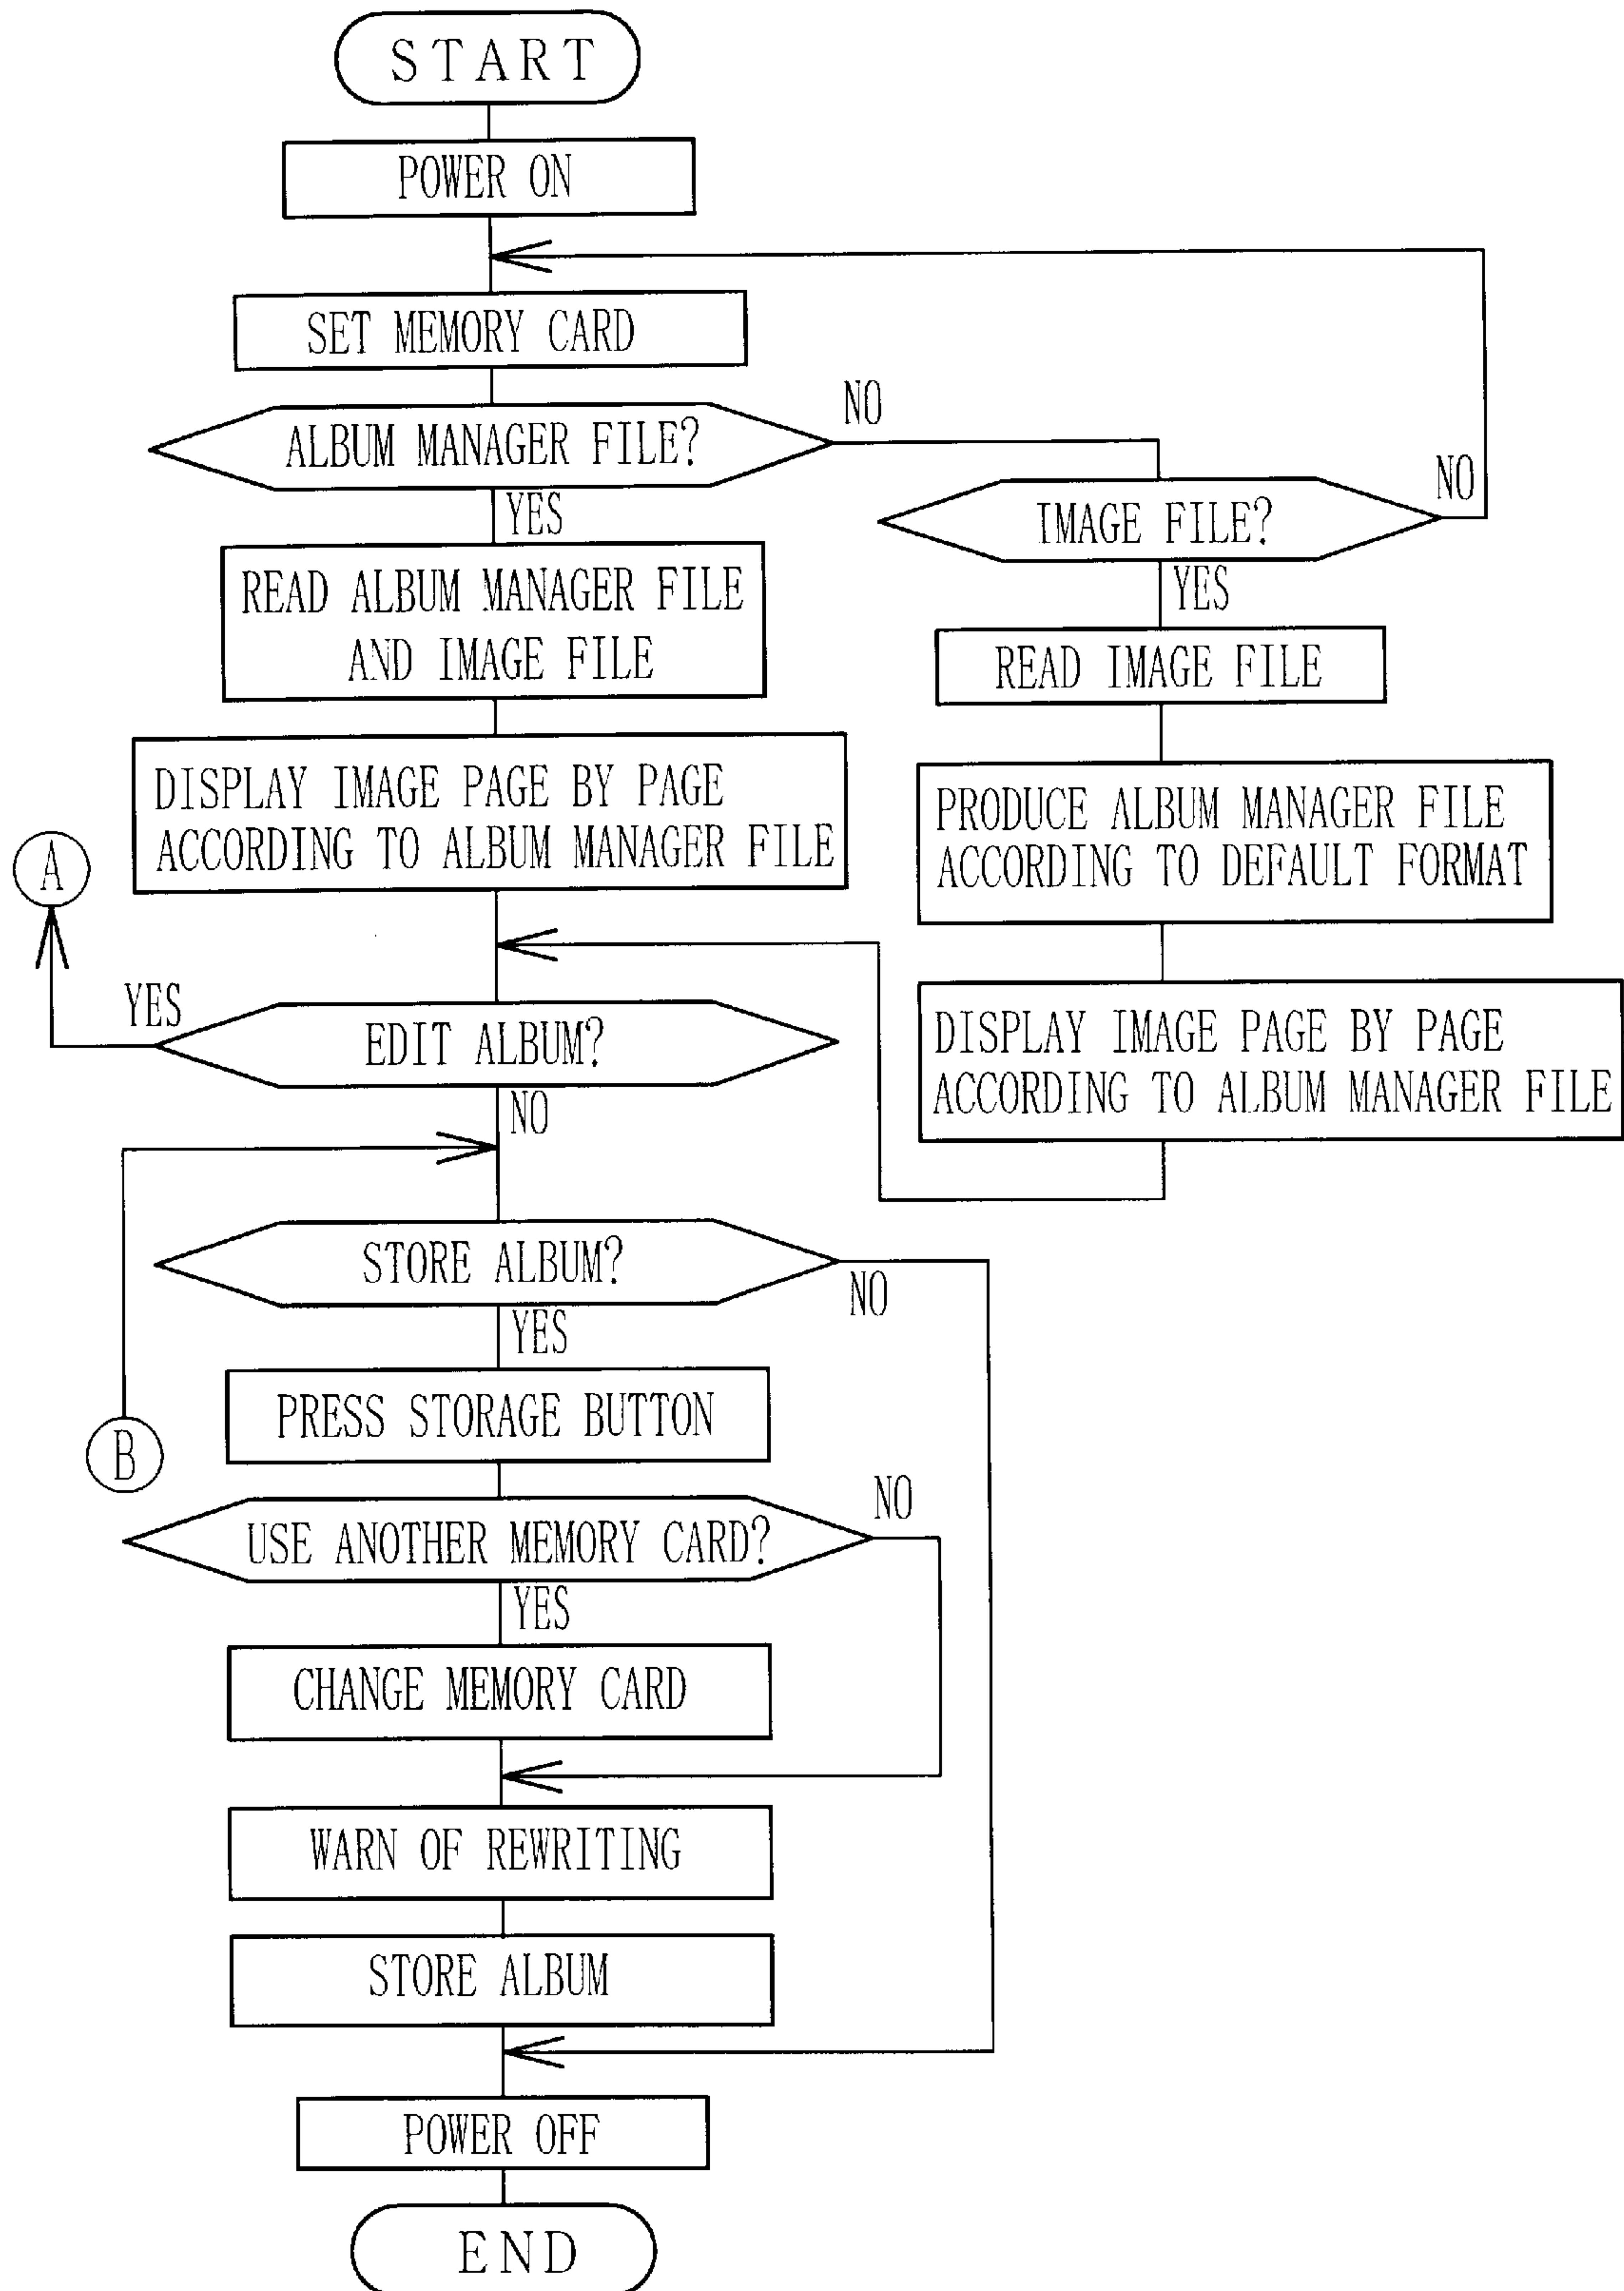 START
POWER ON
SET MEMORY CARD
ALBUM MANAGER FILE?
NO
YES
IMAGE FILE?
NO
YES
READ ALBUM MANAGER FILE
AND IMAGE FILE
READ IMAGE FILE
DISPLAY IMAGE PAGE BY PAGE
ACCORDING TO ALBUM MANAGER FILE
PRODUCE ALBUM MANAGER FILE
ACCORDING TO DEFAULT FORMAT
A
YES
EDIT ALBUM?
NO
DISPLAY IMAGE PAGE BY PAGE
ACCORDING TO ALBUM MANAGER FILE
STORE ALBUM?
NO
YES
PRESS STORAGE BUTTON
B
USE ANOTHER MEMORY CARD?
NO
YES
CHANGE MEMORY CARD
WARN OF REWRITING
STORE ALBUM
POWER OFF
END